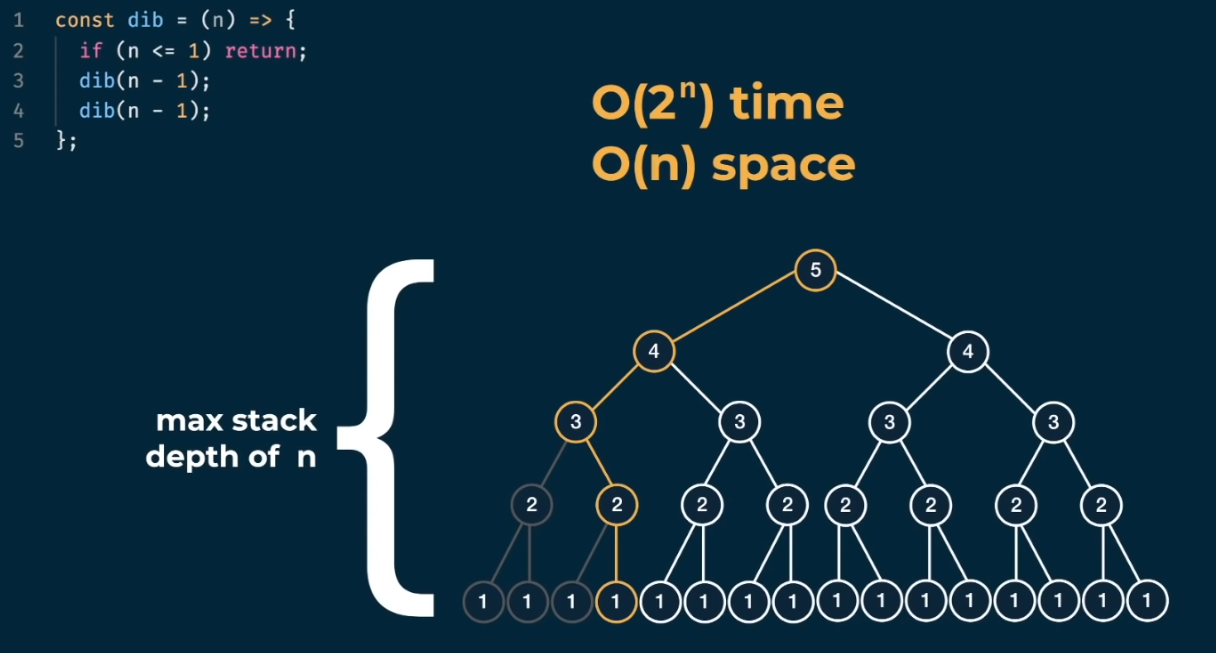 1 const dib = (n) => {
2 if (n <= 1) return;
3 dib(n - 1);
4 dib(n - 1);
5 };
O(2ⁿ) time
O(n) space
5
4 4
3 3 3 3
max stack
depth of n
2 2 2 2 2 2 2 2
1 1 1 1 1 1 1 1 1 1 1 1 1 1 1 1